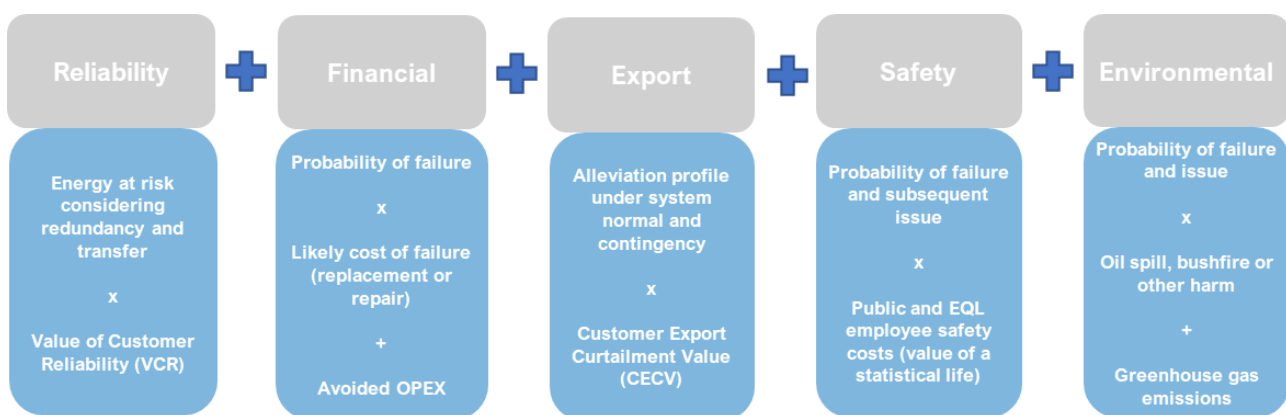 Reliability
Energy at risk
considering
redundancy and
transfer
x
Value of Customer
Reliability (VCR)
Financial
Probability of failure
x
Likely cost of failure
(replacement or
repair)
+
Avoided OPEX
Export
Alleviation profile
under system
normal and
contingency
x
Customer Export
Curtailment Value
(CECV)
Safety
Probability of failure
and subsequent
issue
x
Public and EQL
employee safety
costs (value of a
statistical life)
Environmental
Probability of failure
and issue
x
Oil spill, bushfire or
other harm
+
Greenhouse gas
emissions